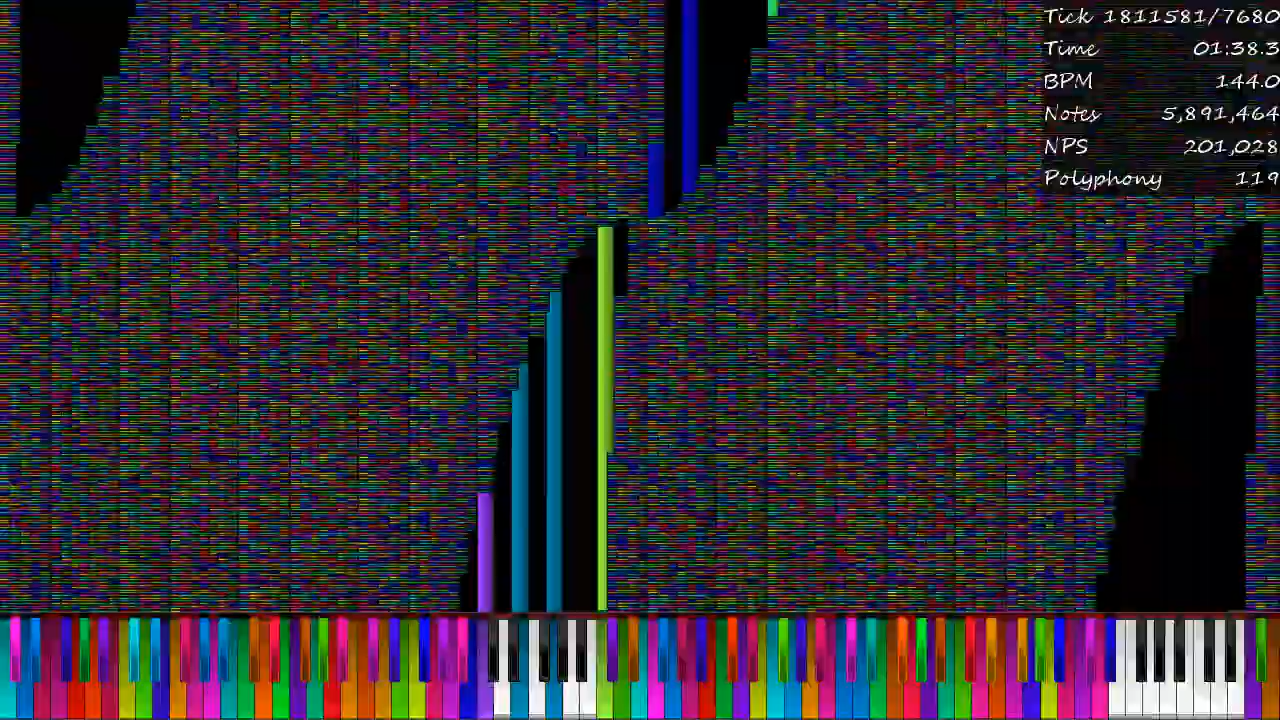 Tick 1811581/7680
Time 01:38.3
BPM 144.0
Notes 5,891,464
NPS 201,028
Polyphony 119